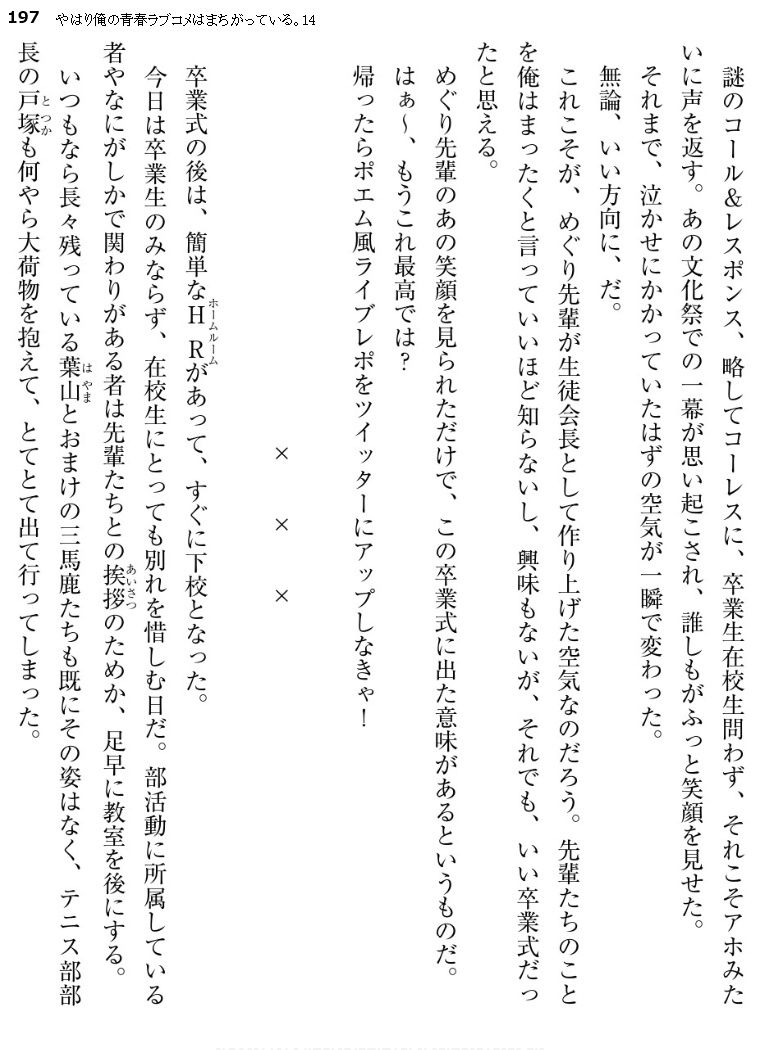 197 やはり俺の青春ラブコメはまちがっている。14
謎のコール＆レスポンス、略してコーレスに、卒業生在校生問わず、それこそアホみた
いに声を返す。あの文化祭での一幕が思い起こされ、誰しもがふっと笑顔を見せた。
それまで、泣かせにかかっていたはずの空気が一瞬で変わった。
無論、いい方向に、だ。
これこそが、めぐり先輩が生徒会長として作り上げた空気なのだろう。先輩たちのこと
を俺はまったくと言っていいほど知らないし、興味もないが、それでも、いい卒業式だっ
たと思える。
めぐり先輩のあの笑顔を見られただけで、この卒業式に出た意味があるというものだ。
はぁ～、もうこれ最高では？
帰ったらポエム風ライブレポをツイッターにアップしなきゃ！
×　×　×
卒業式の後は、簡単なＨＲ（ホームルーム）があって、すぐに下校となった。
今日は卒業生のみならず、在校生にとっても別れを惜しむ日だ。部活動に所属している
者やなにがしかで関わりがある者は先輩たちとの挨拶（あいさつ）のためか、足早に教室を後にする。
いつもなら長々残っている葉山（はやま）とおまけの三馬鹿たちも既にその姿はなく、テニス部部
長の戸塚（とつか）も何やら大荷物を抱えて、とてとて出て行ってしまった。